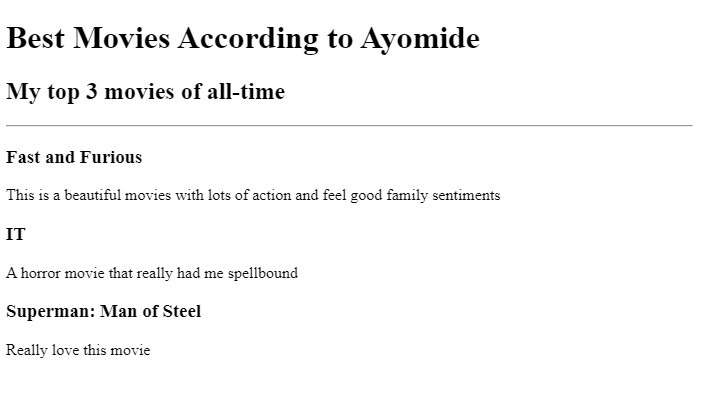 Best Movies According to Ayomide
My top 3 movies of all-time
Fast and Furious
This is a beautiful movies with lots of action and feel good family sentiments
IT
A horror movie that really had me spellbound
Superman: Man of Steel
Really love this movie